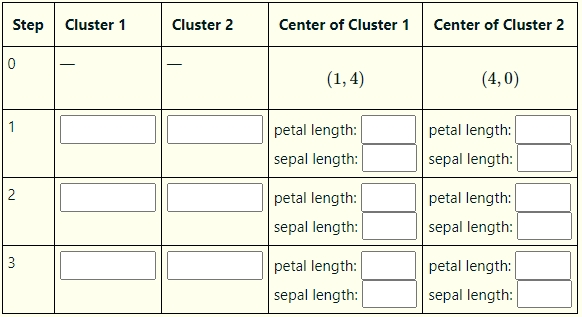 Step Cluster 1 Cluster 2 Center of Cluster 1 Center of Cluster 2
0 — — (1, 4) (4, 0)
1 petal length: petal length:
sepal length: sepal length:
2 petal length: petal length:
sepal length: sepal length:
3 petal length: petal length:
sepal length: sepal length: